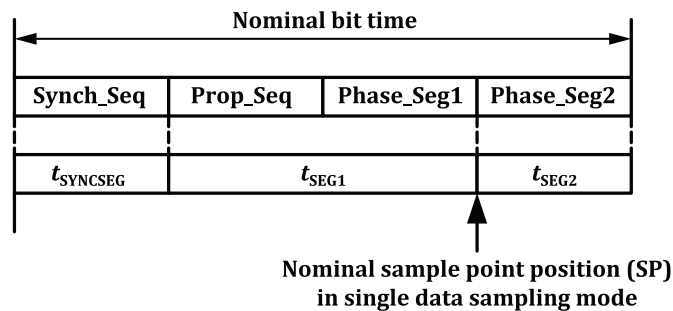 Nominal bit time
Synch_Seq Prop_Seq Phase_Seg1 Phase_Seg2
tSYNCSEG tSEG1 tSEG2
Nominal sample point position (SP)
in single data sampling mode